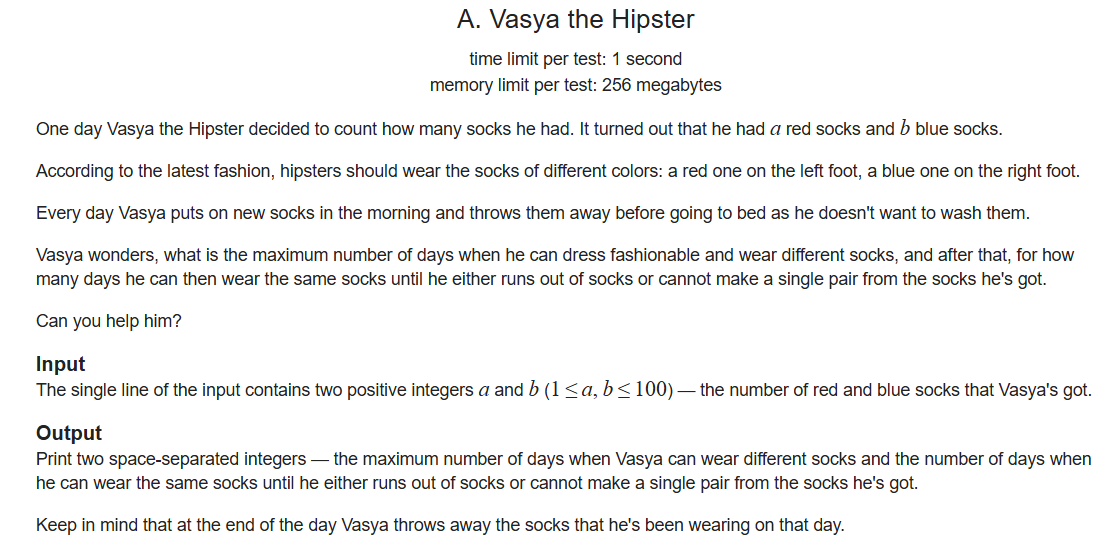 A. Vasya the Hipster
time limit per test: 1 second
memory limit per test: 256 megabytes
One day Vasya the Hipster decided to count how many socks he had. It turned out that he had a red socks and b blue socks.
According to the latest fashion, hipsters should wear the socks of different colors: a red one on the left foot, a blue one on the right foot.
Every day Vasya puts on new socks in the morning and throws them away before going to bed as he doesn't want to wash them.
Vasya wonders, what is the maximum number of days when he can dress fashionable and wear different socks, and after that, for how
many days he can then wear the same socks until he either runs out of socks or cannot make a single pair from the socks he's got.
Can you help him?
Input
The single line of the input contains two positive integers a and b (1 ≤ a, b ≤ 100) — the number of red and blue socks that Vasya's got.
Output
Print two space-separated integers — the maximum number of days when Vasya can wear different socks and the number of days when
he can wear the same socks until he either runs out of socks or cannot make a single pair from the socks he's got.
Keep in mind that at the end of the day Vasya throws away the socks that he's been wearing on that day.